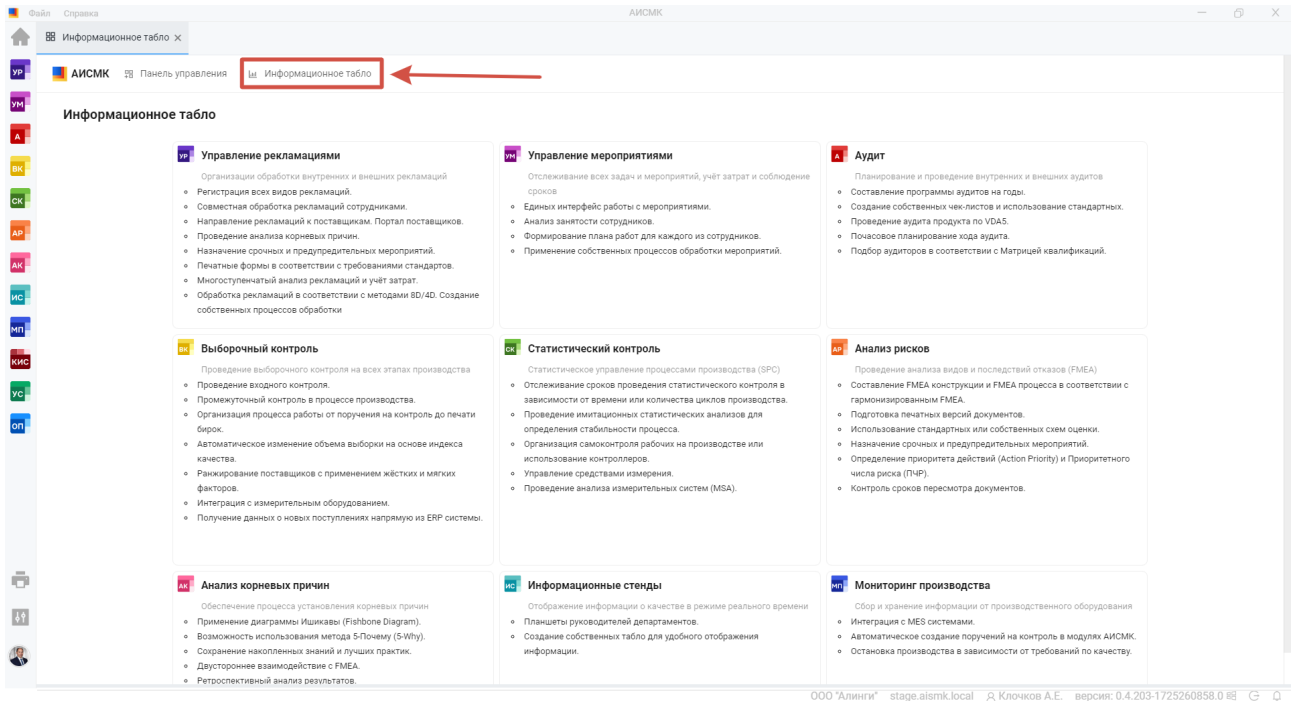 Файл Справка АИСМК
Информационное табло
АИСМК Панель управления Информационное табло
Информационное табло
УР
УМ
А
ВК
СК
АР
АК
ИС
МП
КИС
УС
ОП
УР Управление рекламациями
Организации обработки внутренних и внешних рекламаций
Регистрация всех видов рекламаций.
Совместная обработка рекламаций сотрудниками.
Направление рекламаций к поставщикам. Портал поставщиков.
Проведение анализа корневых причин.
Назначение срочных и предупредительных мероприятий.
Печатные формы в соответствии с требованиями стандартов.
Многоступенчатый анализ рекламаций и учёт затрат.
Обработка рекламаций в соответствии с методами 8D/4D. Создание
собственных процессов обработки
УМ Управление мероприятиями
Отслеживание всех задач и мероприятий, учёт затрат и соблюдение
сроков
Единых интерфейс работы с мероприятиями.
Анализ занятости сотрудников.
Формирование плана работ для каждого из сотрудников.
Применение собственных процессов обработки мероприятий.
А Аудит
Планирование и проведение внутренних и внешних аудитов
Составление программы аудитов на годы.
Создание собственных чек-листов и использование стандартных.
Проведение аудита продукта по VDA5.
Почасовое планирование хода аудита.
Подбор аудиторов в соответствии с Матрицей квалификаций.
ВК Выборочный контроль
Проведение выборочного контроля на всех этапах производства
Проведение входного контроля.
Промежуточный контроль в процессе производства.
Организация процесса работы от поручения на контроль до печати
бирок.
Автоматическое изменение объема выборки на основе индекса
качества.
Ранжирование поставщиков с применением жёстких и мягких
факторов.
Интеграция с измерительным оборудованием.
Получение данных о новых поступлениях напрямую из ERP системы.
СК Статистический контроль
Статистическое управление процессами производства (SPC)
Отслеживание сроков проведения статистического контроля в
зависимости от времени или количества циклов производства.
Проведение имитационных статистических анализов для
определения стабильности процесса.
Организация самоконтроля рабочих на производстве или
использование контроллеров.
Управление средствами измерения.
Проведение анализа измерительных систем (MSA).
АР Анализ рисков
Проведение анализа видов и последствий отказов (FMEA)
Составление FMEA конструкции и FMEA процесса в соответствии с
гармонизированным FMEA.
Подготовка печатных версий документов.
Использование стандартных или собственных схем оценки.
Назначение срочных и предупредительных мероприятий.
Определение приоритета действий (Action Priority) и Приоритетного
числа риска (ПЧР).
Контроль сроков пересмотра документов.
АК Анализ корневых причин
Обеспечение процесса установления корневых причин
Применение диаграммы Ишикавы (Fishbone Diagram).
Возможность использования метода 5-Почему (5-Why).
Сохранение накопленных знаний и лучших практик.
Двустороннее взаимодействие с FMEA.
Ретроспективный анализ результатов.
ИС Информационные стенды
Отображение информации о качестве в режиме реального времени
Планшеты руководителей департаментов.
Создание собственных табло для удобного отображения
информации.
МП Мониторинг производства
Сбор и хранение информации от производственного оборудования
Интеграция с MES системами.
Автоматическое создание поручений на контроль в модулях АИСМК.
Остановка производства в зависимости от требований по качеству.
ООО "Алинги" stage.aismk.local Клочков А.Е. версия: 0.4.203-1725260858.0